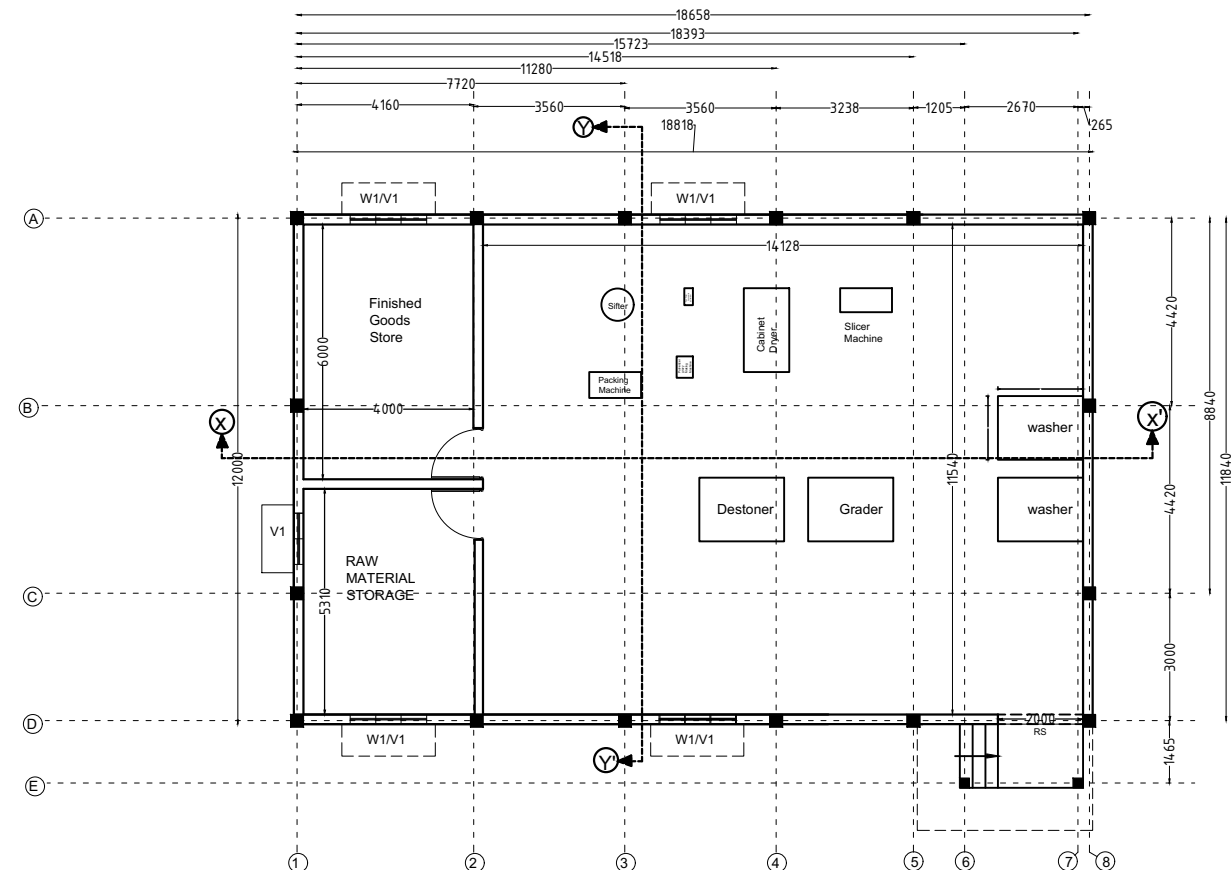 18658
18393
15723
14518
11280
7720
4160
3560
3560
3238
1205
2670
265
Y
18818
W1/V1
W1/V1
A
14128
Finished
Goods
Store
Sifter
Cabinet
Dryer
Slicer
Machine
4420
6000
Packing
Machine
8840
B
4000
X
X'
washer
12000
11540
11840
4420
Destoner
Grader
washer
V1
RAW
MATERIAL
STORAGE
5310
C
3000
D
2000
RS
W1/V1
W1/V1
Y'
1465
E
1
2
3
4
5
6
7
8